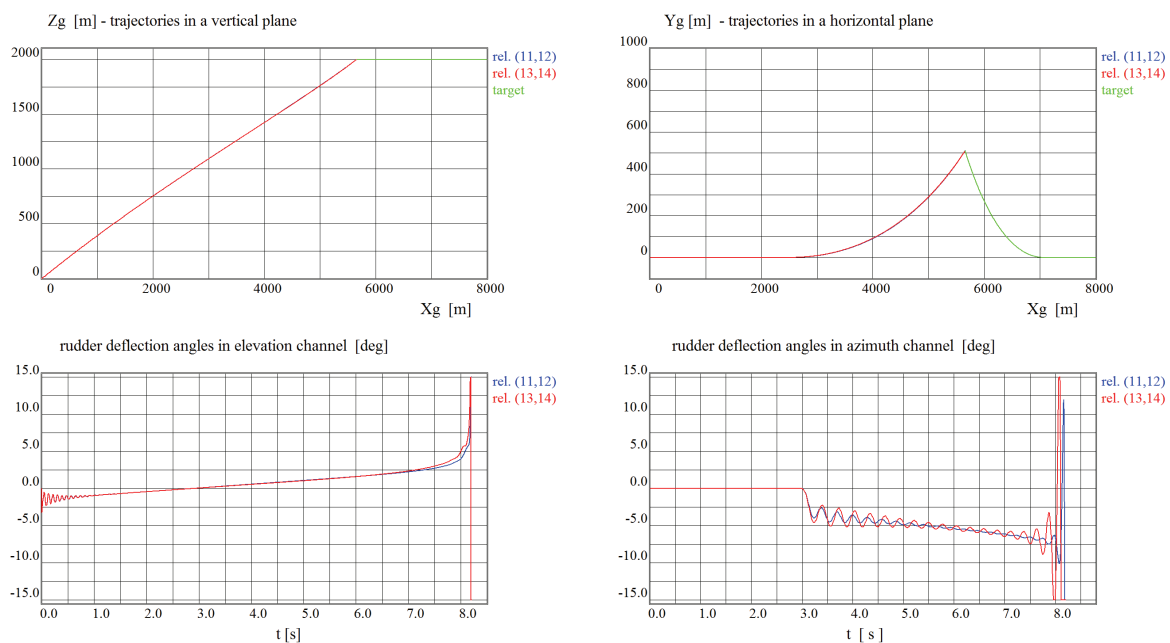 Zg [m] - trajectories in a vertical plane
2000
1500
1000
500
0
0
2000
4000
6000
8000
Xg [m]
rel. (11,12)
rel. (13,14)
target
Yg [m] - trajectories in a horizontal plane
1000
800
600
400
200
0
0
2000
4000
6000
8000
Xg [m]
rel. (11,12)
rel. (13,14)
target
rudder deflection angles in elevation channel [deg]
15.0
10.0
5.0
0.0
-5.0
-10.0
-15.0
0.0
1.0
2.0
3.0
4.0
5.0
6.0
7.0
8.0
t [s]
rel. (11,12)
rel. (13,14)
rudder deflection angles in azimuth channel [deg]
15.0
10.0
5.0
0.0
-5.0
-10.0
-15.0
0.0
1.0
2.0
3.0
4.0
5.0
6.0
7.0
8.0
t [ s ]
rel. (11,12)
rel. (13,14)